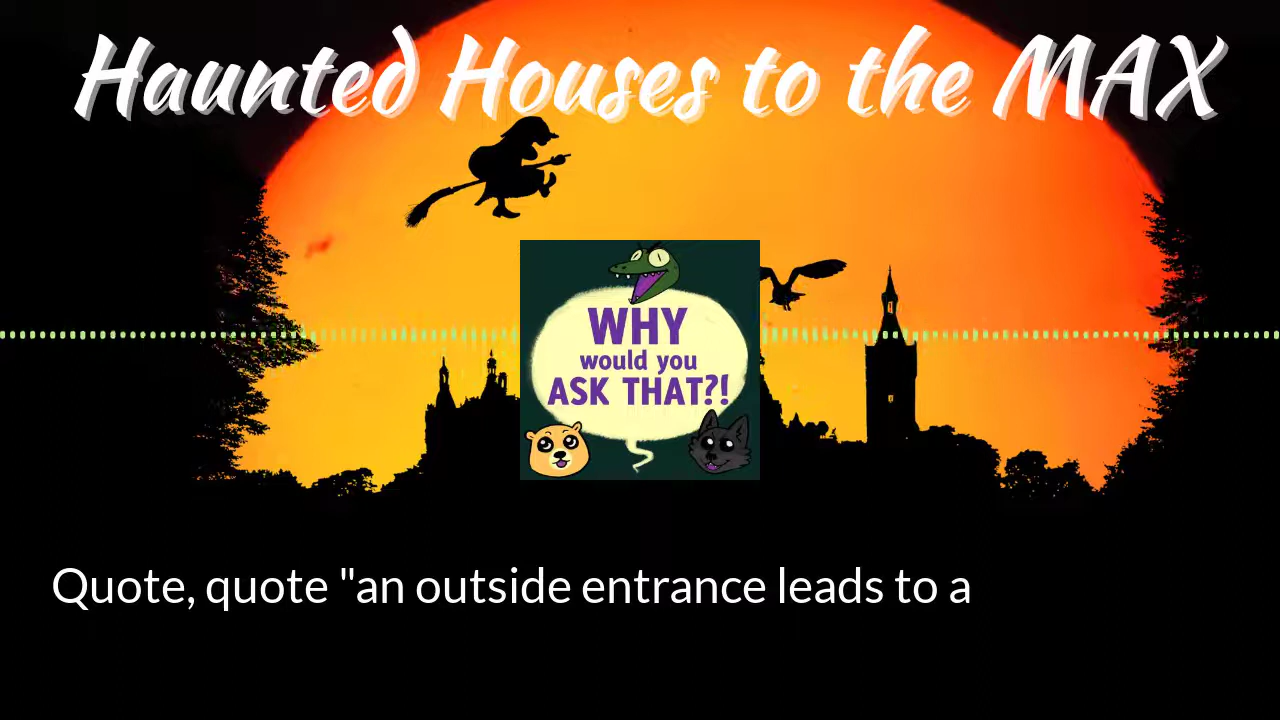 Haunted Houses to the MAX
WHY
would you
ASK THAT?!
Quote, quote "an outside entrance leads to a